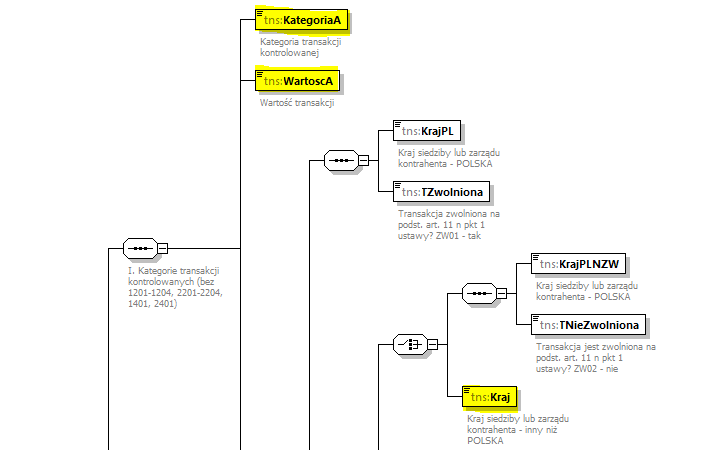 tns:KategoriaA
Kategoria transakcji
kontrolowanej
tns:WartoscA
Wartość transakcji
tns:KrajPL
Kraj siedziby lub zarządu
kontrahenta - POLSKA
tns:TZwolniona
Transakcja zwolniona na
podst. art. 11 n pkt 1
ustawy? ZW01 - tak
I. Kategorie transakcji
kontrolowanych (bez
1201-1204, 2201-2204,
1401, 2401)
tns:KrajPLNZW
Kraj siedziby lub zarządu
kontrahenta - POLSKA
tns:TNieZwolniona
Transakcja jest zwolniona na
podst. art. 11 n pkt 1
ustawy? ZW02 - nie
tns:Kraj
Kraj siedziby lub zarządu
kontrahenta - inny niż
POLSKA